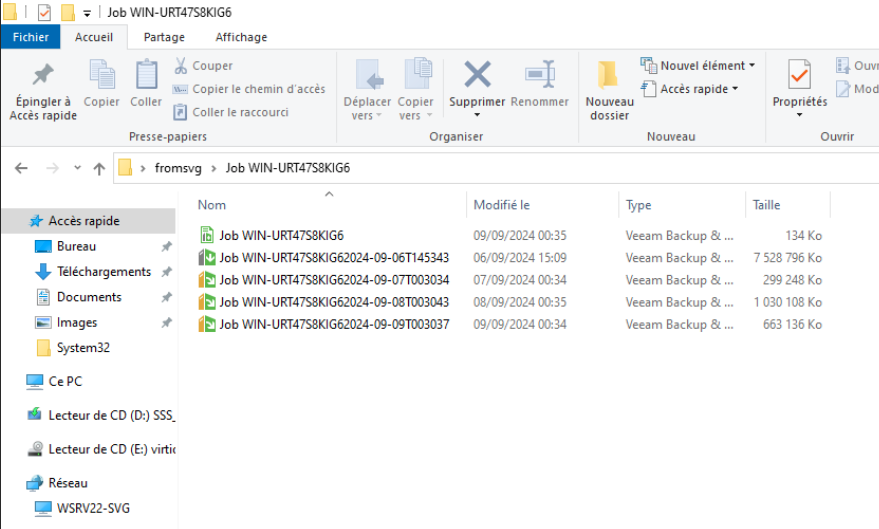 Job WIN-URT47S8KIG6
Fichier Accueil Partage Affichage
Épingler à Accès rapide
Copier
Coller
Couper
Copier le chemin d'accès
Coller le raccourci
Presse-papiers
Déplacer vers
Copier vers
Supprimer
Renommer
Organiser
Nouveau dossier
Nouvel élément
Accès rapide
Nouveau
Propriétés
Ouvrir
fromsvg > Job WIN-URT47S8KIG6
Accès rapide
Bureau
Téléchargements
Documents
Images
System32
Ce PC
Lecteur de CD (D:) SSS_
Lecteur de CD (E:) virtio
Réseau
WSRV22-SVG
Nom Modifié le Type Taille
Job WIN-URT47S8KIG6 09/09/2024 00:35 Veeam Backup & ... 134 Ko
Job WIN-URT47S8KIG62024-09-06T145343 06/09/2024 15:09 Veeam Backup & ... 7 528 796 Ko
Job WIN-URT47S8KIG62024-09-07T003034 07/09/2024 00:34 Veeam Backup & ... 299 248 Ko
Job WIN-URT47S8KIG62024-09-08T003043 08/09/2024 00:35 Veeam Backup & ... 1 030 108 Ko
Job WIN-URT47S8KIG62024-09-09T003037 09/09/2024 00:34 Veeam Backup & ... 663 136 Ko